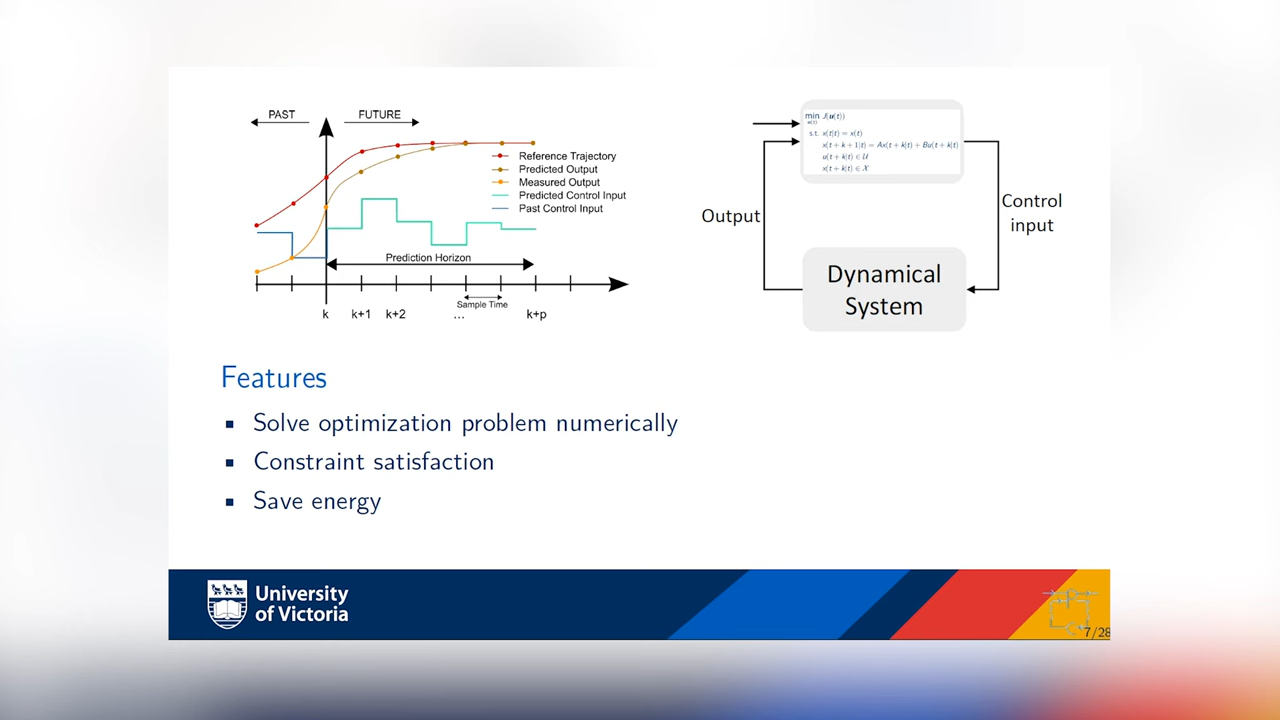 PAST
FUTURE
Reference Trajectory
Predicted Output
Measured Output
Predicted Control Input
Past Control Input
Prediction Horizon
Sample Time
k
k+1
k+2
...
k+p
min J(u(t))
u(t)
s.t. x(t|t) = x(t)
x(t + k + 1|t) = Ax(t + k|t) + Bu(t + k|t)
u(t + k|t) ∈ U
x(t + k|t) ∈ X
Output
Control
input
Dynamical
System
Features
▪ Solve optimization problem numerically
▪ Constraint satisfaction
▪ Save energy
University
of Victoria
7/28